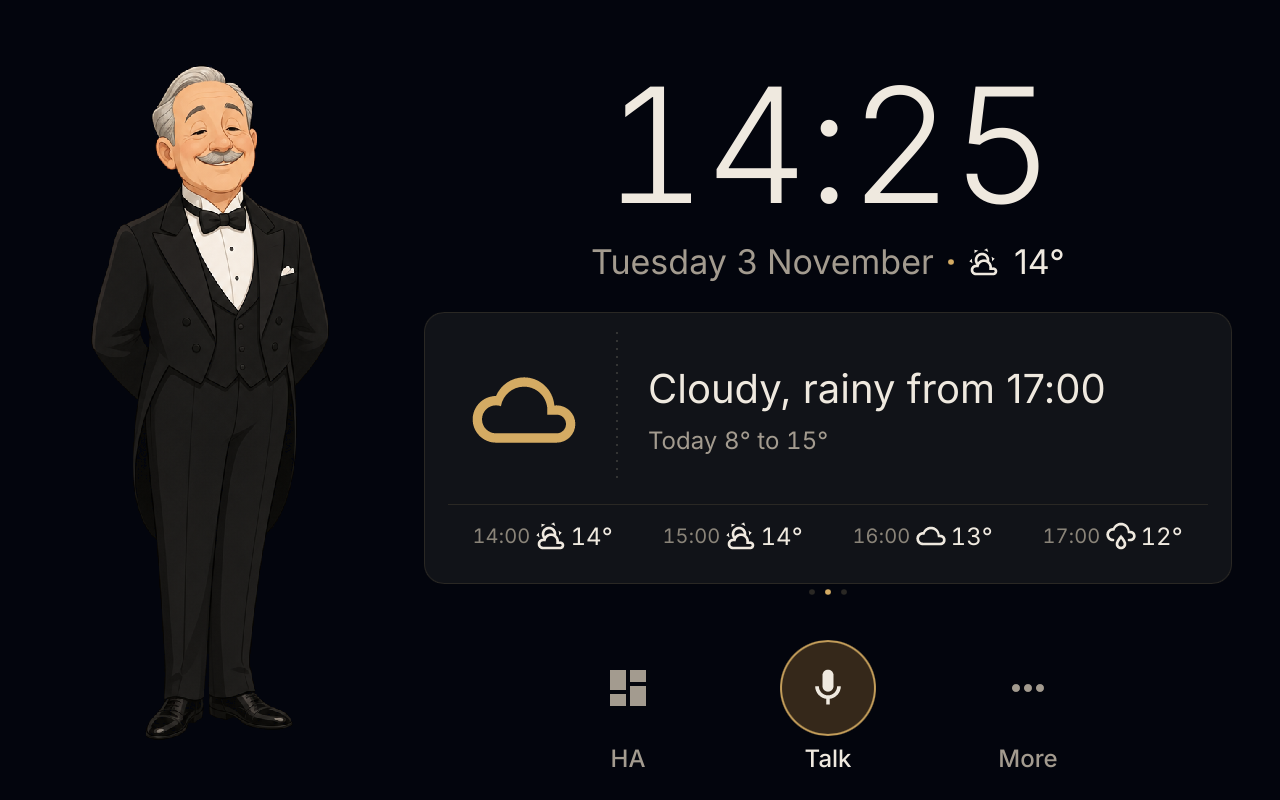 14:25
Tuesday 3 November • 14°
Cloudy, rainy from 17:00
Today 8° to 15°
14:00 14° 15:00 14° 16:00 13° 17:00 12°
HA Talk More